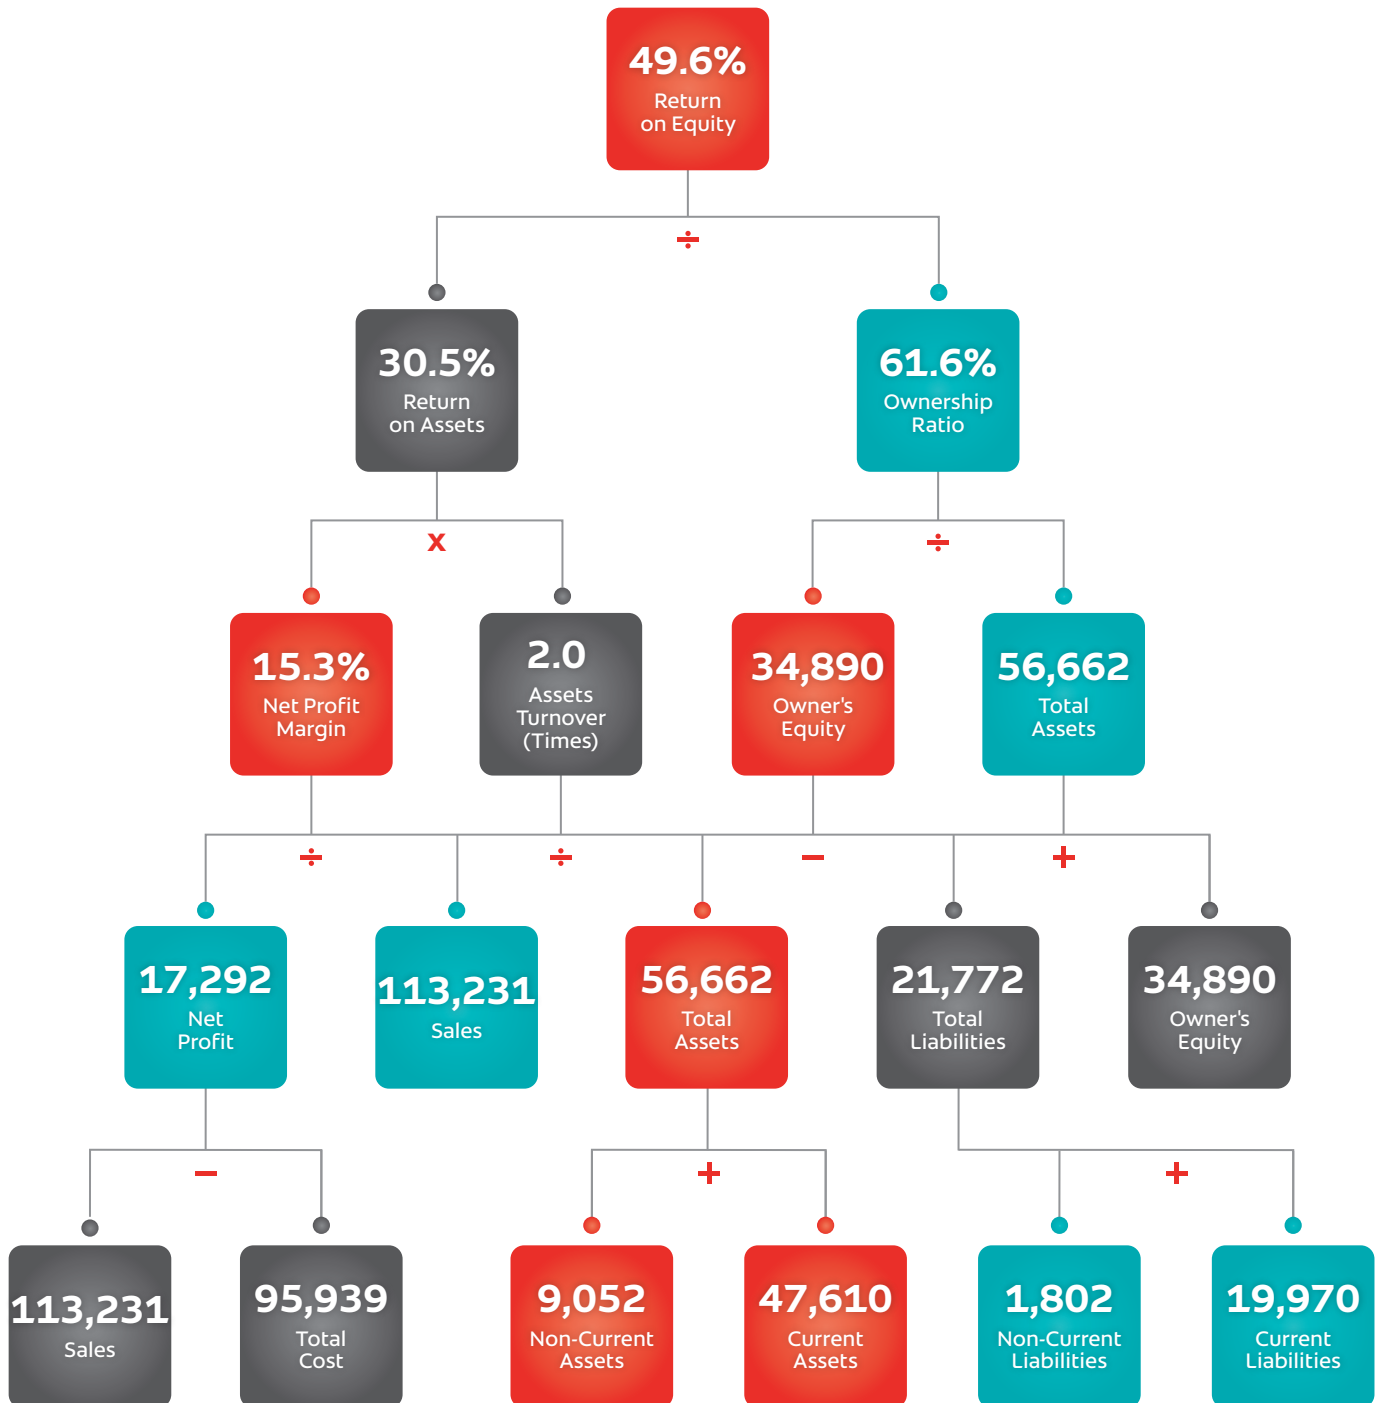 49.6%
Return
on Equity
÷
30.5%
Return
on Assets
61.6%
Ownership
Ratio
x
÷
15.3%
Net Profit
Margin
2.0
Assets
Turnover
(Times)
34,890
Owner's
Equity
56,662
Total
Assets
÷
÷
−
+
17,292
Net
Profit
113,231
Sales
56,662
Total
Assets
21,772
Total
Liabilities
34,890
Owner's
Equity
−
+
+
113,231
Sales
95,939
Total
Cost
9,052
Non-Current
Assets
47,610
Current
Assets
1,802
Non-Current
Liabilities
19,970
Current
Liabilities